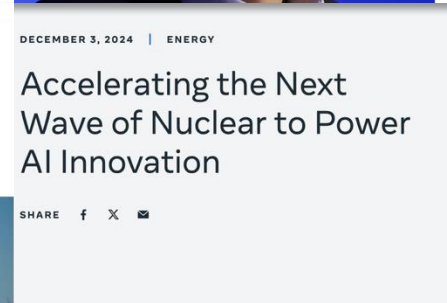 DECEMBER 3, 2024 | ENERGY
Accelerating the Next
Wave of Nuclear to Power
AI Innovation
SHARE